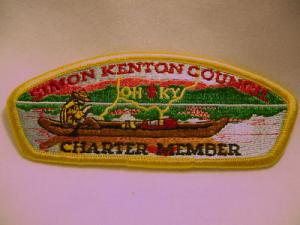 SIMON KENTON COUNCIL
OH KY
CHARTER MEMBER